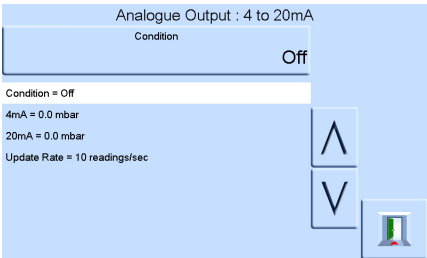 Analogue Output : 4 to 20mA
Condition
Off
Condition = Off
4mA = 0.0 mbar
20mA = 0.0 mbar
Update Rate = 10 readings/sec